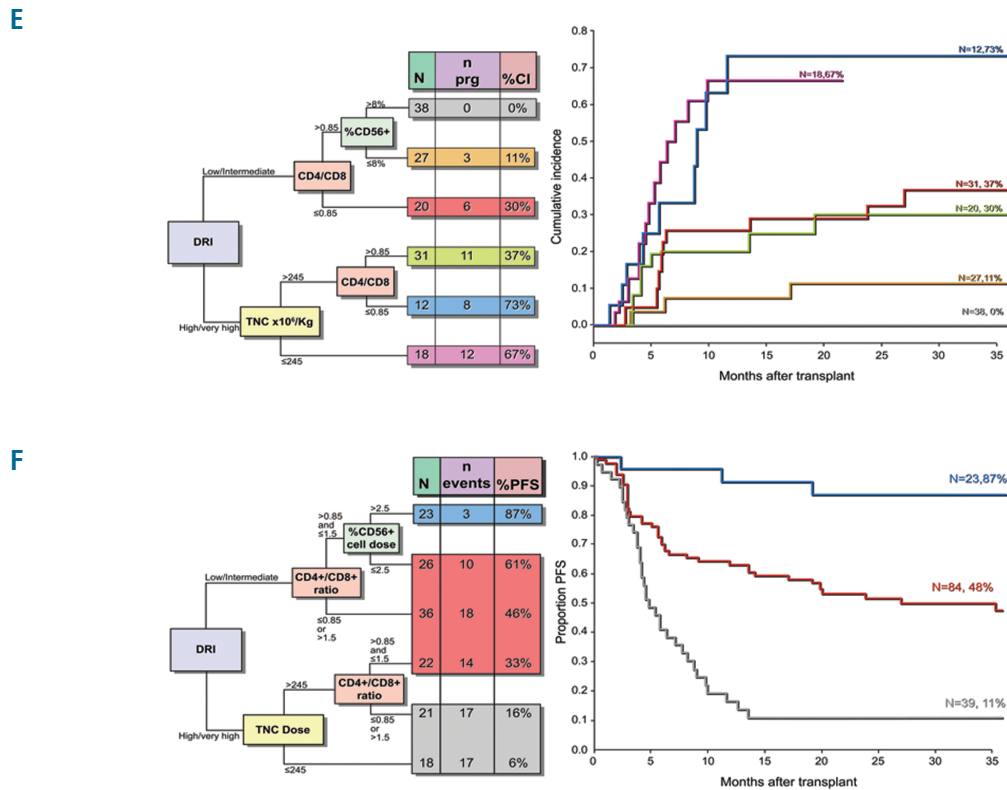 E
N
n
prg
%CI
>8%
38 0 0%
>0.85
%CD56+
≤8%
27 3 11%
Low/Intermediate
CD4/CD8
≤0.85
20 6 30%
DRI
>0.85
31 11 37%
>245
CD4/CD8
≤0.85
12 8 73%
High/very high
TNC x10⁶/Kg
≤245
18 12 67%
Cumulative incidence
0.8
0.7
0.6
0.5
0.4
0.3
0.2
0.1
0.0
N=12,73%
N=18,67%
N=31, 37%
N=20, 30%
N=27,11%
N=38, 0%
0 5 10 15 20 25 30 35
Months after transplant
F
N
n
events
%PFS
>2.5
23 3 87%
>0.85
and
≤1.5
%CD56+
cell dose
≤2.5
26 10 61%
Low/Intermediate
CD4+/CD8+
ratio
≤0.85
or
>1.5
36 18 46%
DRI
>0.85
and
≤1.5
22 14 33%
>245
CD4+/CD8+
ratio
≤0.85
or
>1.5
21 17 16%
High/very high
TNC Dose
≤245
18 17 6%
Proportion PFS
1.0
0.9
0.8
0.7
0.6
0.5
0.4
0.3
0.2
0.1
0.0
N=23,87%
N=84, 48%
N=39, 11%
0 5 10 15 20 25 30 35
Months after transplant